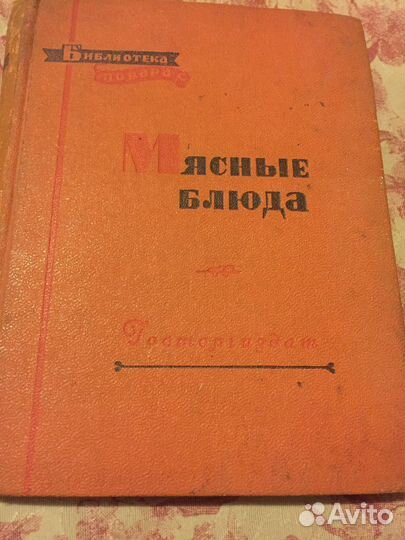 Библиотека
повара
Мясные
блюда
Госторгиздат
Avito